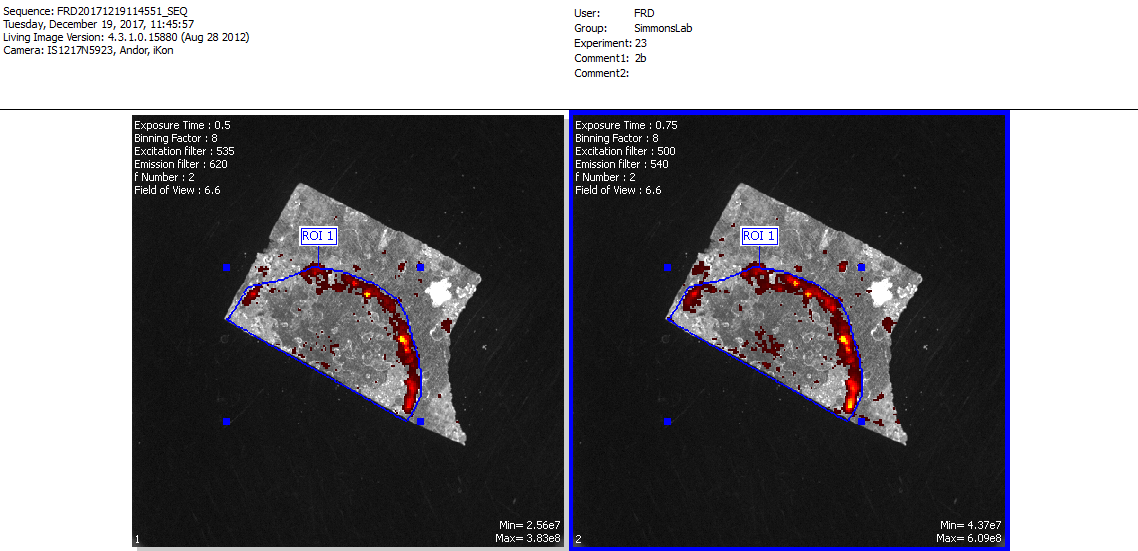 Sequence: FRD20171219114551_SEQ
Tuesday, December 19, 2017, 11:45:57
Living Image Version: 4.3.1.0.15880 (Aug 28 2012)
Camera: IS1217N5923, Andor, iKon
User: FRD
Group: SimmonsLab
Experiment: 23
Comment1: 2b
Comment2:
Exposure Time : 0.5
Binning Factor : 8
Excitation filter : 535
Emission filter : 620
f Number : 2
Field of View : 6.6
ROI 1
Min= 2.56e7
Max= 3.83e8
1
Exposure Time : 0.75
Binning Factor : 8
Excitation filter : 500
Emission filter : 540
f Number : 2
Field of View : 6.6
ROI 1
Min= 4.37e7
Max= 6.09e8
2